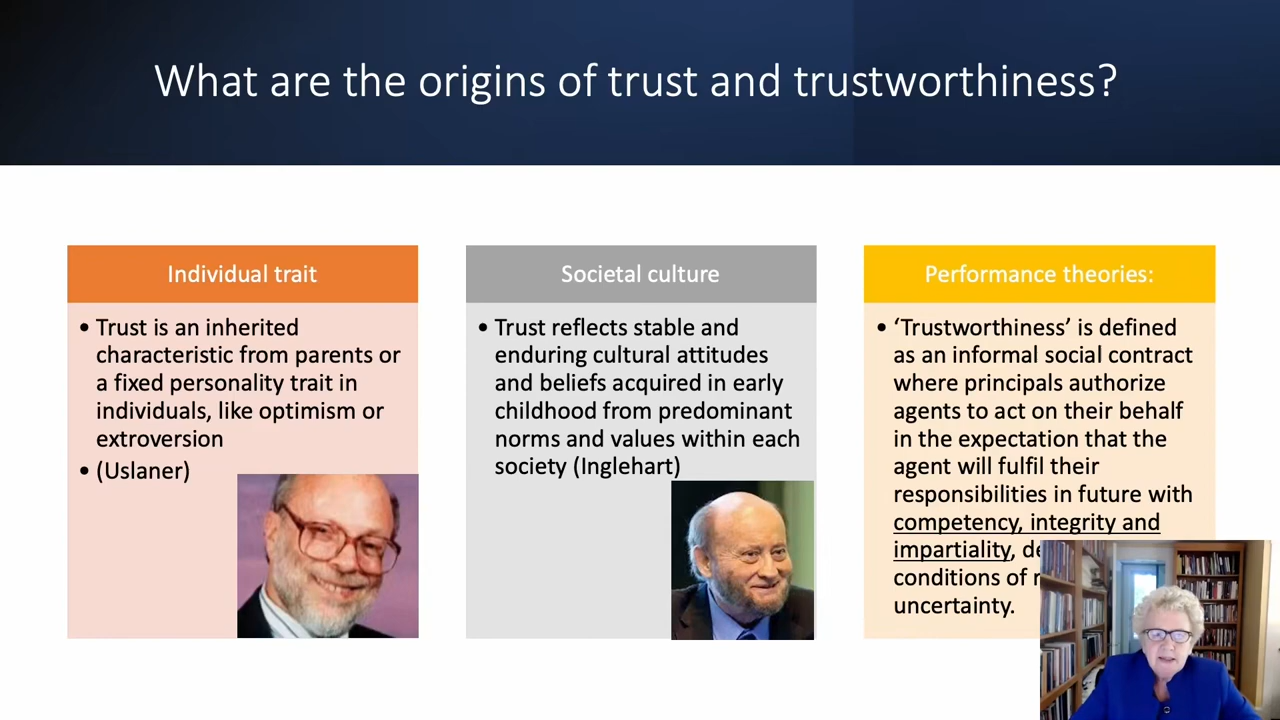 What are the origins of trust and trustworthiness?
Individual trait
• Trust is an inherited
characteristic from parents or
a fixed personality trait in
individuals, like optimism or
extroversion
• (Uslaner)
Societal culture
• Trust reflects stable and
enduring cultural attitudes
and beliefs acquired in early
childhood from predominant
norms and values within each
society (Inglehart)
Performance theories:
• ‘Trustworthiness’ is defined
as an informal social contract
where principals authorize
agents to act on their behalf
in the expectation that the
agent will fulfil their
responsibilities in future with
competency, integrity and
impartiality,
conditions of
uncertainty.